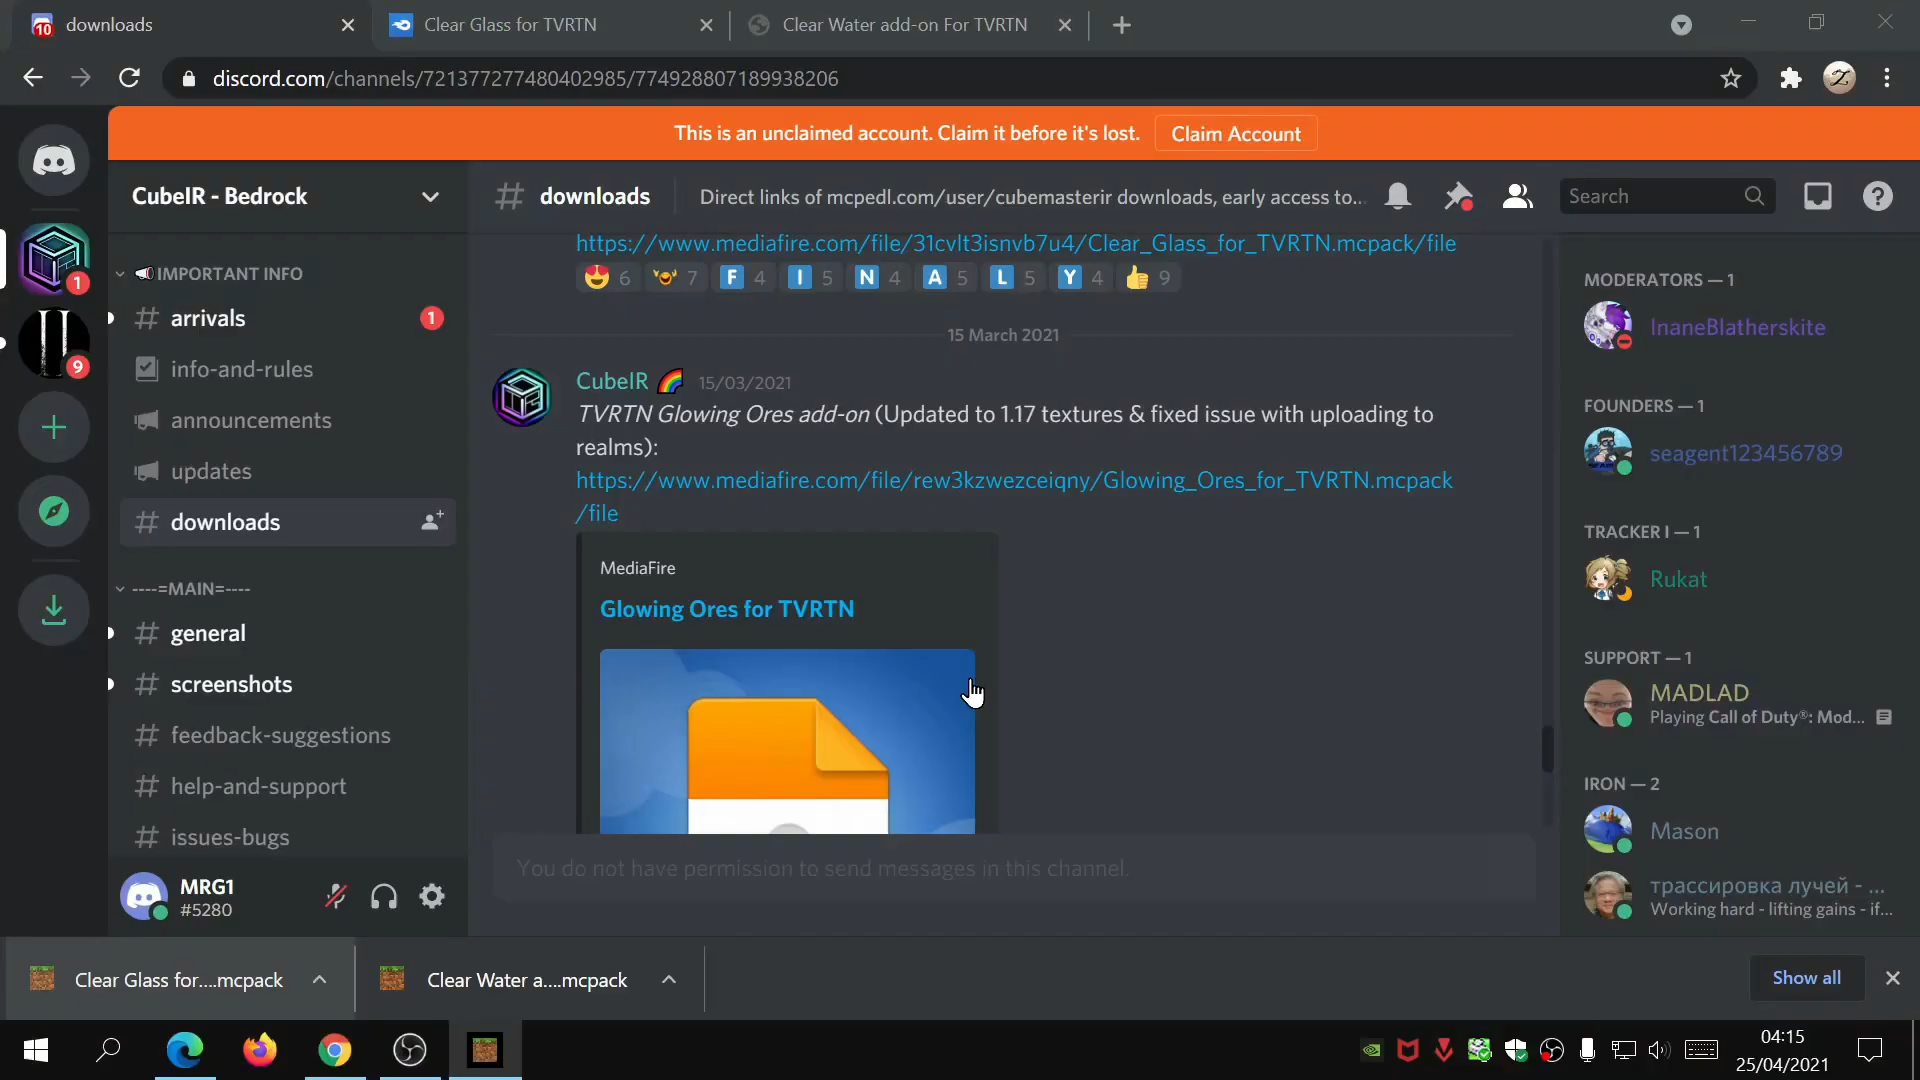 10 downloads
Clear Glass for TVRTN
Clear Water add-on For TVRTN
discord.com/channels/721377277480402985/774928807189938206
This is an unclaimed account. Claim it before it's lost.
Claim Account
CubeIR - Bedrock
# downloads
Direct links of mcpedl.com/user/cubemasterir downloads, early access to...
Search
📢IMPORTANT INFO
# arrivals 1
info-and-rules
announcements
updates
# downloads
----=MAIN=----
# general
# screenshots
# feedback-suggestions
# help-and-support
# issues-bugs
1
9
MRG1
#5280
https://www.mediafire.com/file/31cvlt3isnvb7u4/Clear_Glass_for_TVRTN.mcpack/file
😍 6 7 F 4 I 5 N 4 A 5 L 5 Y 4 👍 9
15 March 2021
CubeIR 🌈 15/03/2021
TVRTN Glowing Ores add-on (Updated to 1.17 textures & fixed issue with uploading to
realms):
https://www.mediafire.com/file/rew3kzwezceiqny/Glowing_Ores_for_TVRTN.mcpack
/file
MediaFire
Glowing Ores for TVRTN
You do not have permission to send messages in this channel.
MODERATORS — 1
InaneBlatherskite
FOUNDERS — 1
seagent123456789
TRACKER I — 1
Rukat
SUPPORT — 1
MADLAD
Playing Call of Duty®: Mod...
IRON — 2
Mason
трассировка лучей - ...
Working hard - lifting gains - if...
Clear Glass for....mcpack
Clear Water a....mcpack
Show all
04:15
25/04/2021